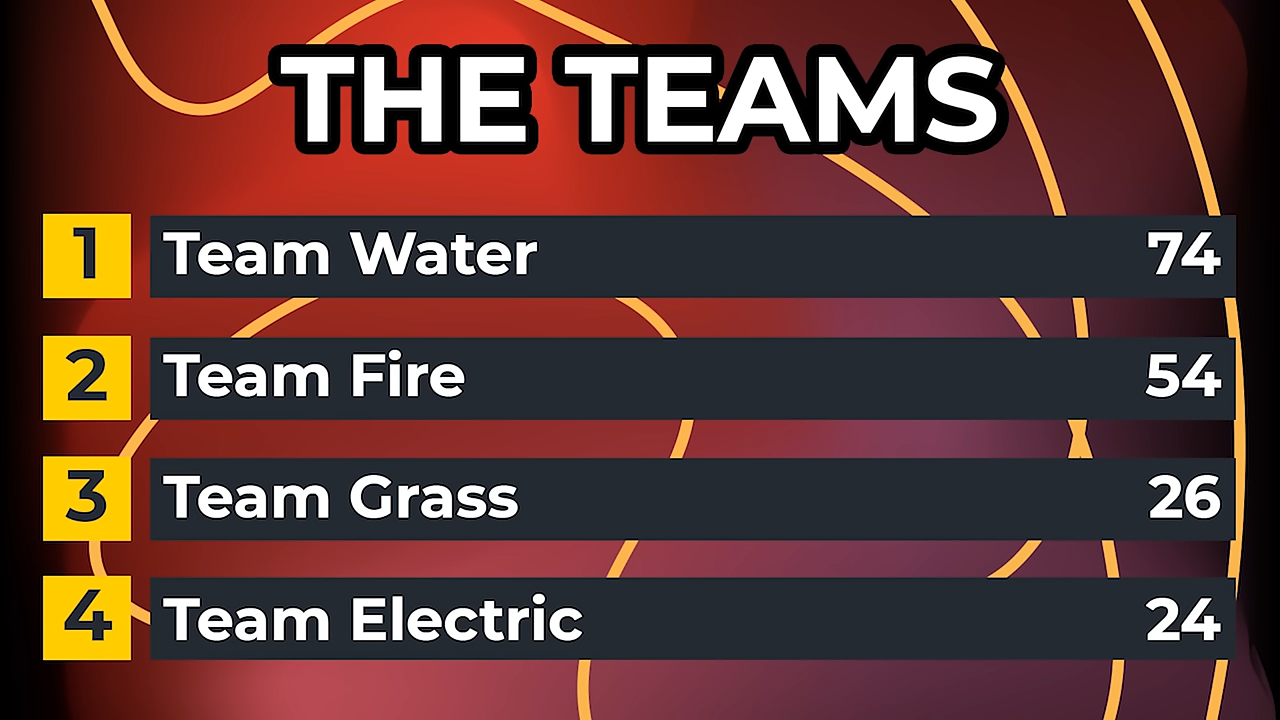 THE TEAMS
1 Team Water 74
2 Team Fire 54
3 Team Grass 26
4 Team Electric 24